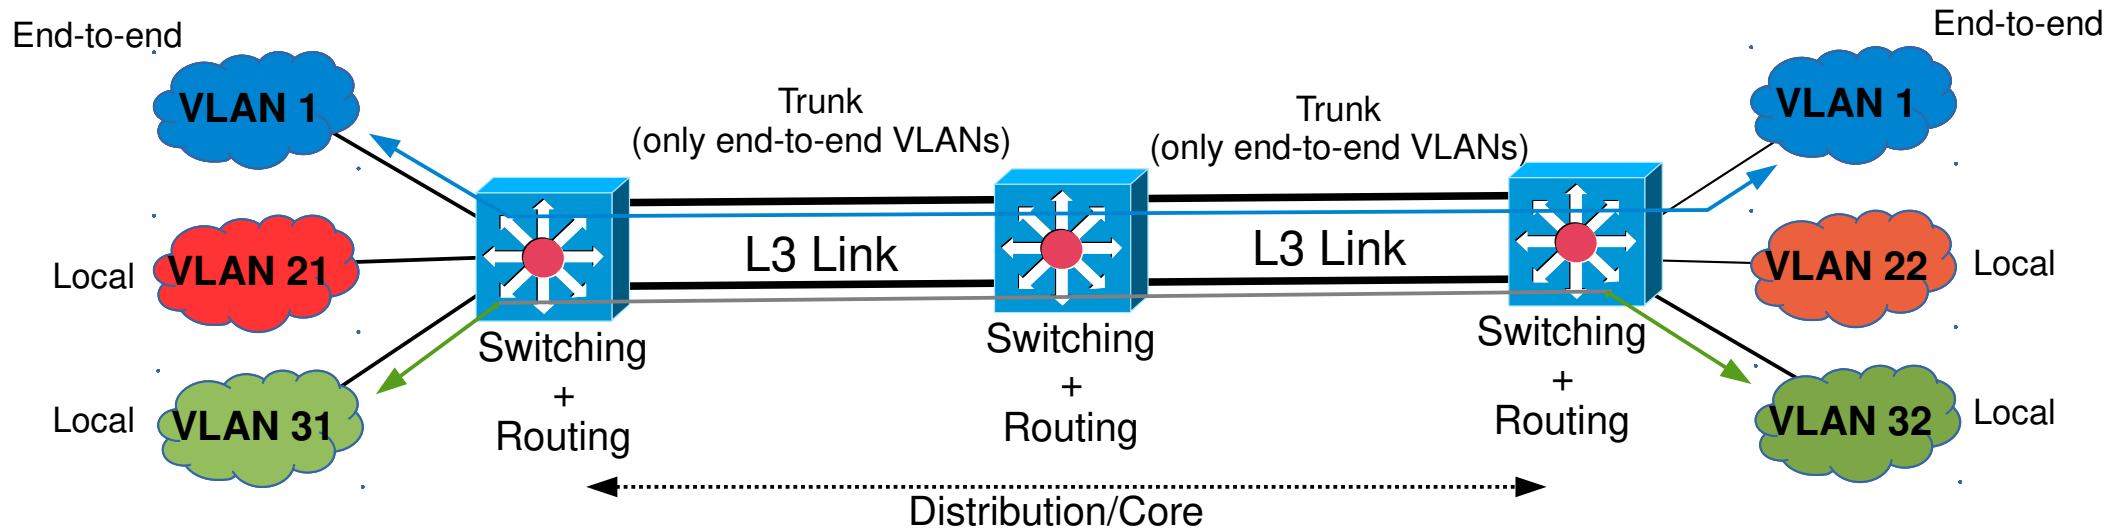 End-to-end
End-to-end
VLAN 1
Trunk
(only end-to-end VLANs)
Trunk
(only end-to-end VLANs)
VLAN 1
Local
VLAN 21
L3 Link
L3 Link
VLAN 22
Local
Local
VLAN 31
Switching
+
Routing
Switching
+
Routing
Switching
+
Routing
VLAN 32
Local
Distribution/Core